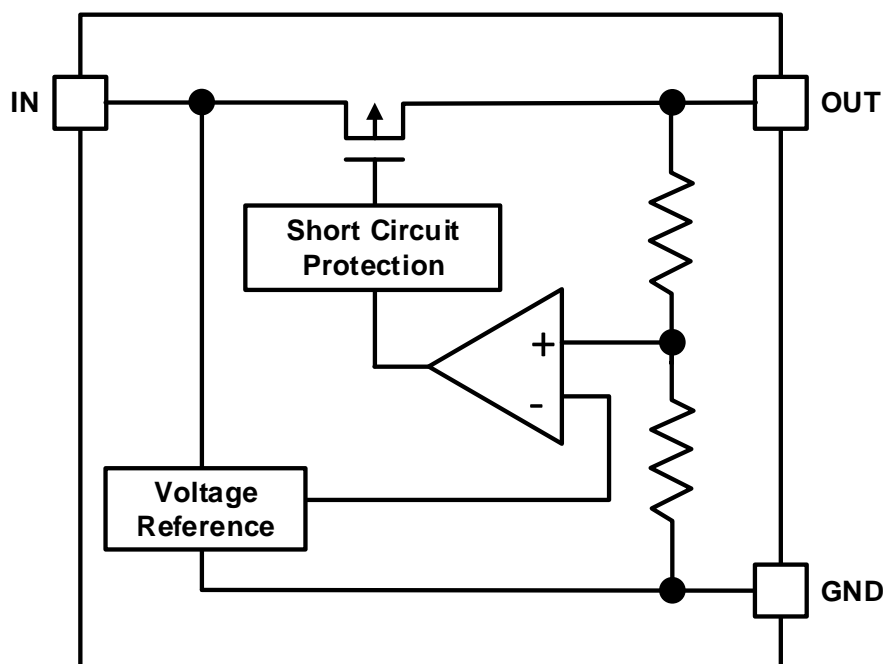 IN
OUT
Short Circuit
Protection
+
-
Voltage
Reference
GND